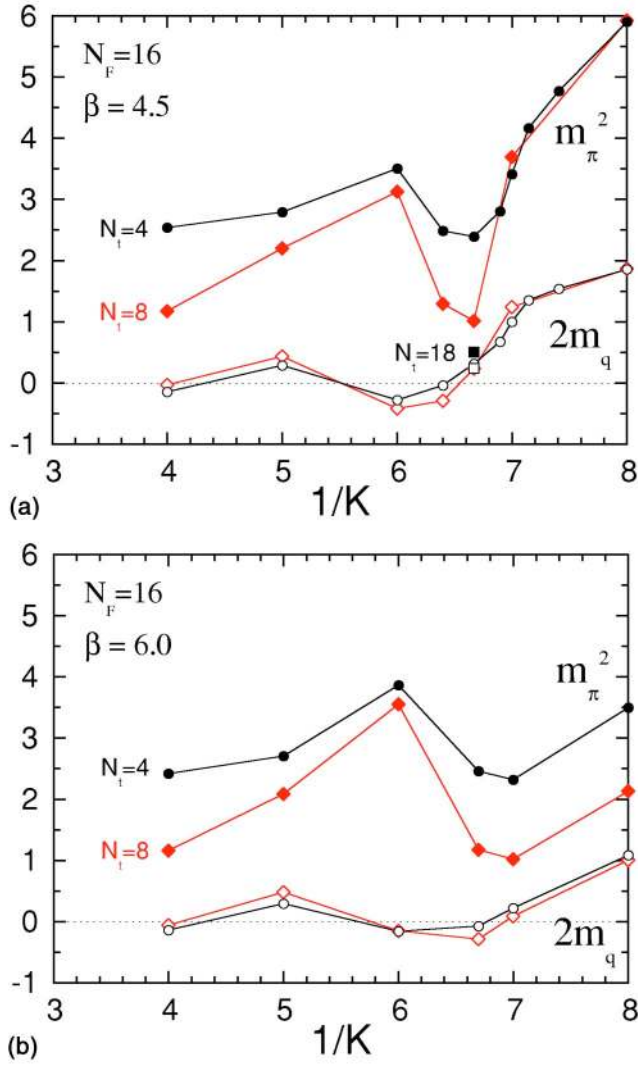 6
5
4
3
2
1
0
-1
N_F=16
β = 4.5
m_π^2
N_t=4
N_t=8
N_t=18
2m_q
3 4 5 6 7 8
(a) 1/K
6
5
4
3
2
1
0
-1
N_F=16
β = 6.0
m_π^2
N_t=4
N_t=8
2m_q
3 4 5 6 7 8
(b) 1/K